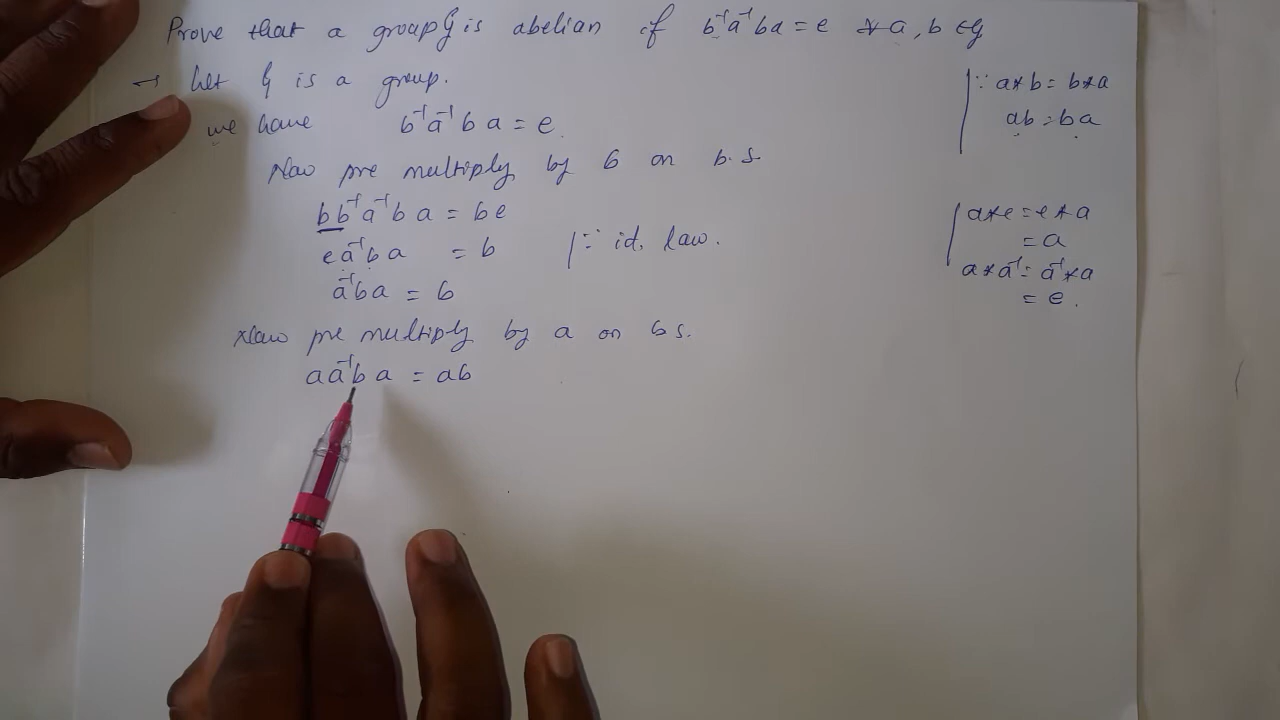 Prove that a group G is abelian if b⁻¹a⁻¹ba = e ∀ a, b ∈ G
→ Let G is a group.
we have b⁻¹a⁻¹ba = e.
Now pre multiply by b on b.s.
bb⁻¹a⁻¹ba = be
ea⁻¹ba = b |∵ id. law.
a⁻¹ba = b
Now pre multiply by a on b s.
aa⁻¹ba = ab
∵ a*b = b*a
ab = ba
a*e = e*a
= a
a*a⁻¹ = a⁻¹*a
= e.